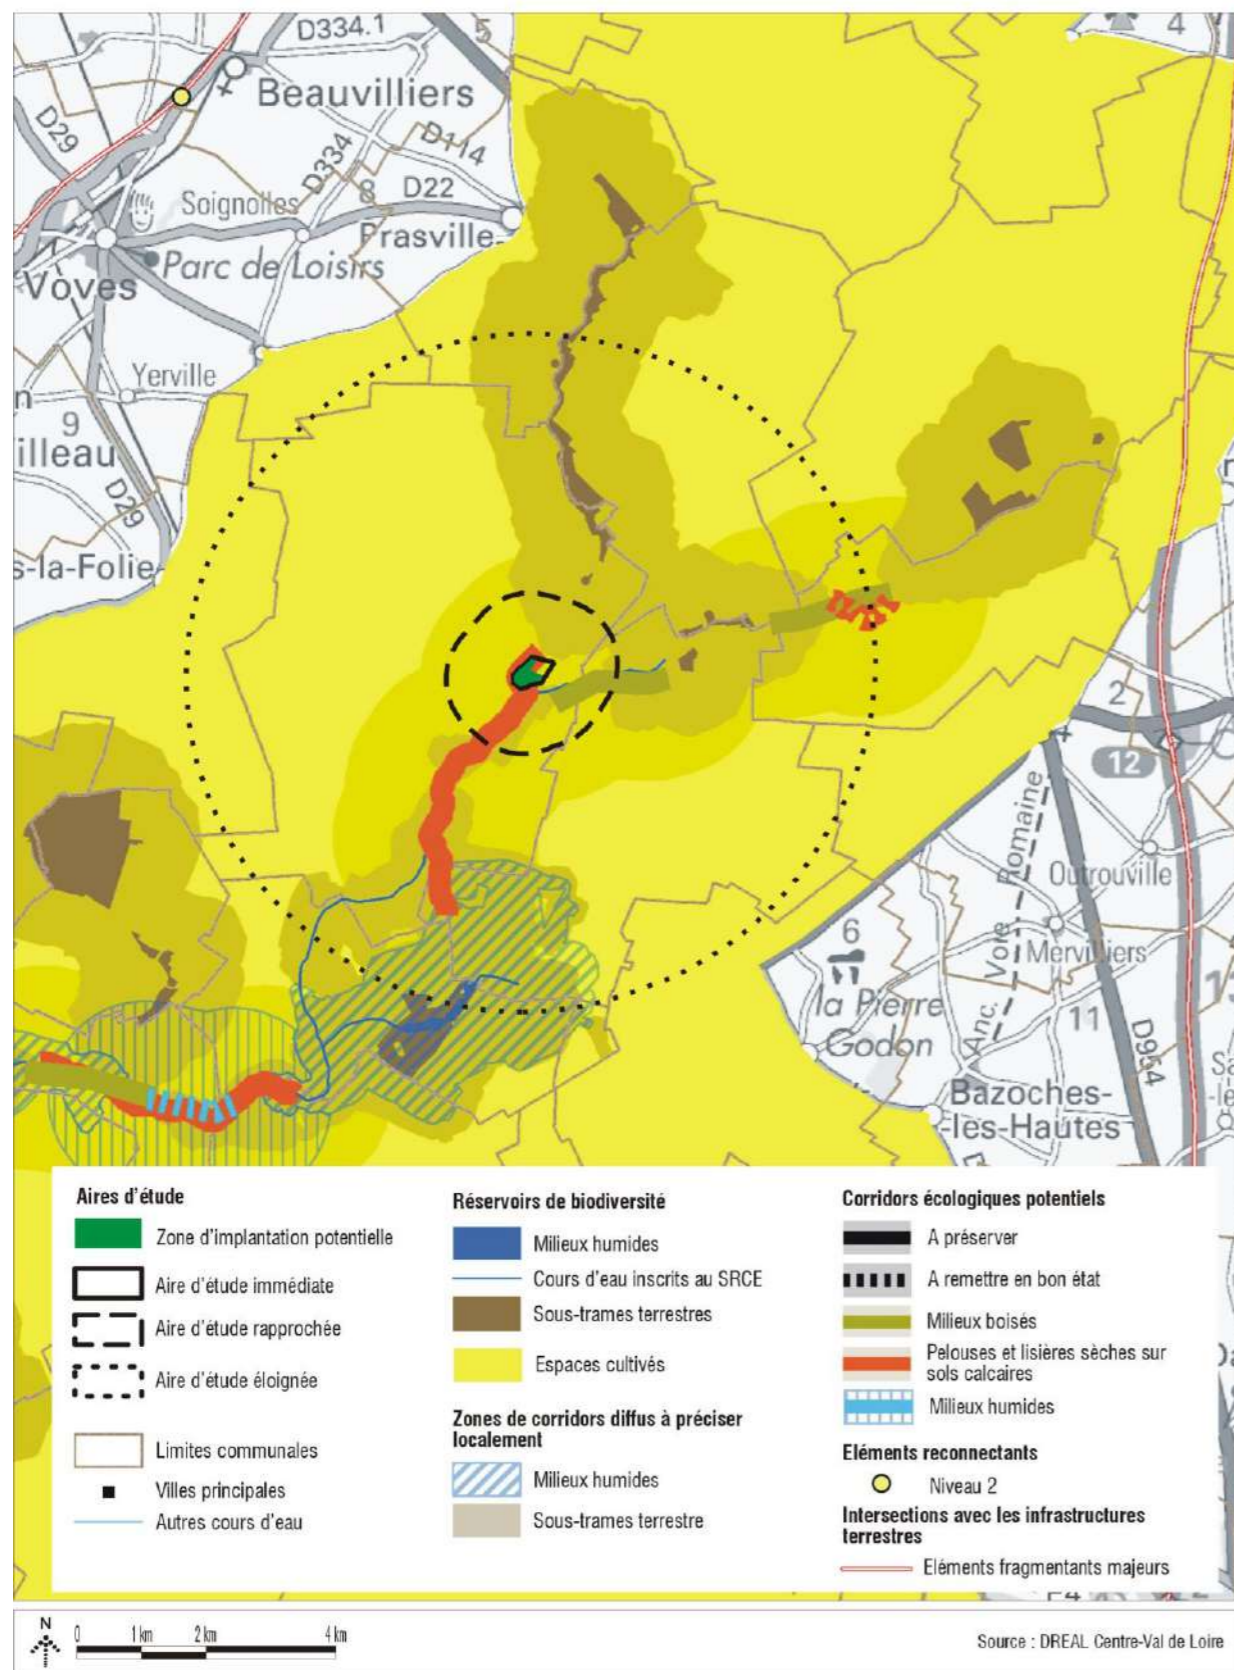 D334.1
5
4
Beauvilliers
D29
D114
D334
8
D22
Soignolles
Prasville
Parc de Loisirs
Voves
Yerville
n
9
illeau
D29
s-la-Folie
2
12
Voie Romaine
Anc.
Outrouville
6
Mervilliers
la Pierre
Godon
11
D954
Bazoches-
-les-Hautes
Aires d'étude
Zone d'implantation potentielle
Aire d'étude immédiate
Aire d'étude rapprochée
Aire d'étude éloignée
Limites communales
Villes principales
Autres cours d'eau
Réservoirs de biodiversité
Milieux humides
Cours d'eau inscrits au SRCE
Sous-trames terrestres
Espaces cultivés
Zones de corridors diffus à préciser
localement
Milieux humides
Sous-trames terrestre
Corridors écologiques potentiels
A préserver
A remettre en bon état
Milieux boisés
Pelouses et lisières sèches sur
sols calcaires
Milieux humides
Eléments reconnectants
Niveau 2
Intersections avec les infrastructures
terrestres
Eléments fragmentants majeurs
N
0 1 km 2 km 4 km
Source : DREAL Centre-Val de Loire